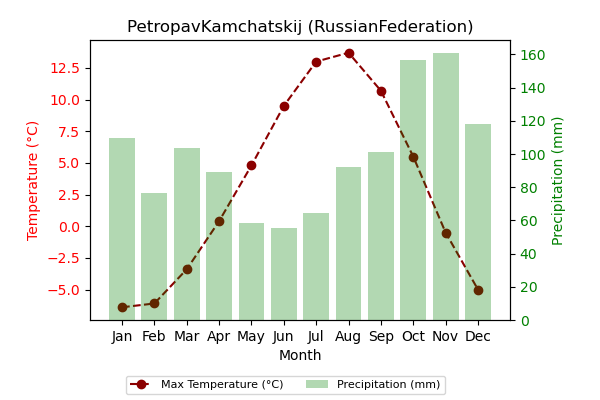 PetropavKamchatskij (RussianFederation)
Temperature (°C)
12.5
10.0
7.5
5.0
2.5
0.0
−2.5
−5.0
160
140
120
100
80
60
40
20
0
Precipitation (mm)
Jan Feb Mar Apr May Jun Jul Aug Sep Oct Nov Dec
Month
Max Temperature (°C) Precipitation (mm)